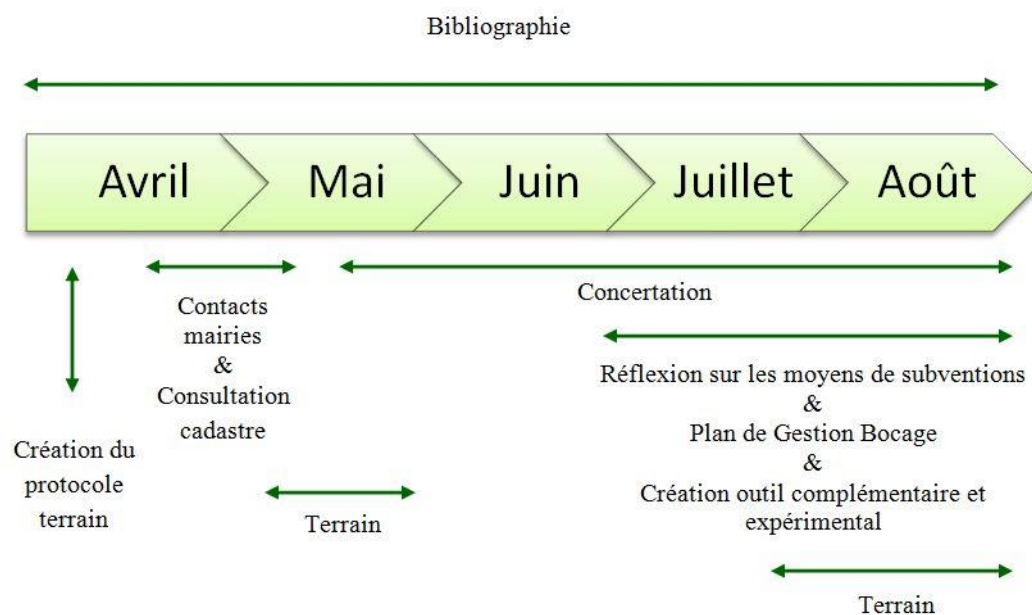 Bibliographie
Avril
Mai
Juin
Juillet
Août
Contacts
mairies
&
Consultation
cadastre
Concertation
Création du
protocole
terrain
Terrain
Réflexion sur les moyens de subventions
&
Plan de Gestion Bocage
&
Création outil complémentaire et
expérimental
Terrain